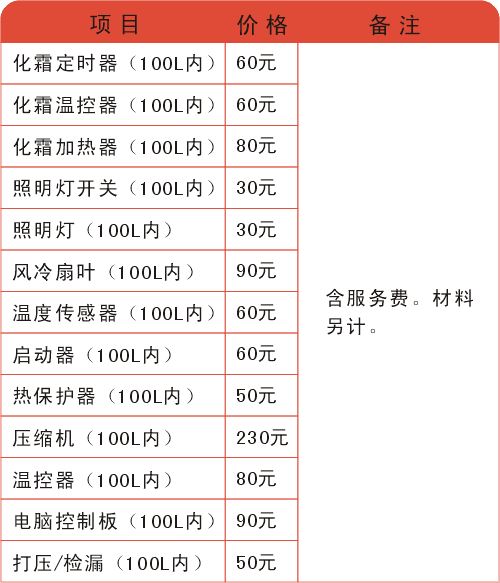 项目 价格 备注
化霜定时器（100L内） 60元
化霜温控器（100L内） 60元
化霜加热器（100L内） 80元
照明灯开关（100L内） 30元
照明灯（100L内） 30元
风冷扇叶（100L内） 90元
温度传感器（100L内） 60元
启动器（100L内） 60元
热保护器（100L内） 50元
压缩机（100L内） 230元
温控器（100L内） 80元
电脑控制板（100L内） 90元
打压/检漏（100L内） 50元
含服务费。材料
另计。